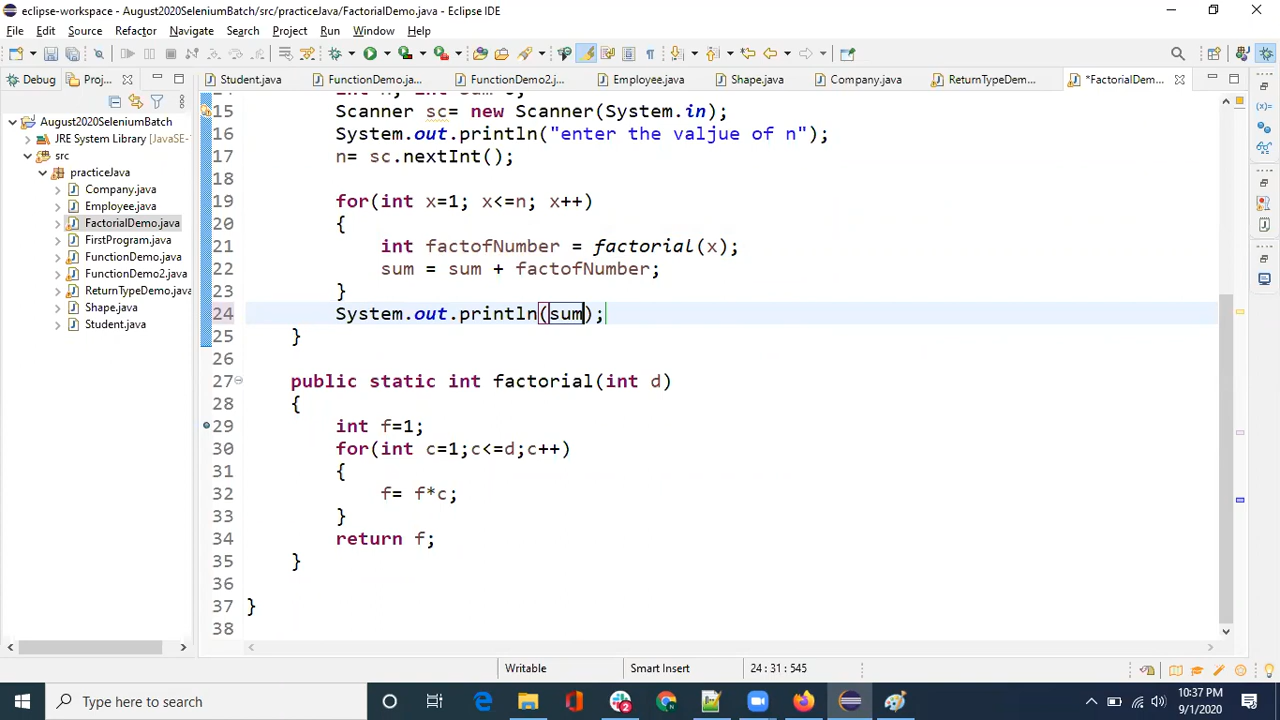 eclipse-workspace - August2020SeleniumBatch/src/practiceJava/FactorialDemo.java - Eclipse IDE
File Edit Source Refactor Navigate Search Project Run Window Help
Debug Proj... Student.java FunctionDemo.ja... FunctionDemo2.j... Employee.java Shape.java Company.java ReturnTypeDem... *FactorialDem...
August2020SeleniumBatch
JRE System Library [JavaSE-
src
practiceJava
Company.java
Employee.java
FactorialDemo.java
FirstProgram.java
FunctionDemo.java
FunctionDemo2.java
ReturnTypeDemo.java
Shape.java
Student.java
15 Scanner sc= new Scanner(System.in);
16 System.out.println("enter the valjue of n");
17 n= sc.nextInt();
18
19 for(int x=1; x<=n; x++)
20 {
21 int factofNumber = factorial(x);
22 sum = sum + factofNumber;
23 }
24 System.out.println(sum);
25 }
26
27 public static int factorial(int d)
28 {
29 int f=1;
30 for(int c=1;c<=d;c++)
31 {
32 f= f*c;
33 }
34 return f;
35 }
36
37 }
38
Writable Smart Insert 24 : 31 : 545
Type here to search
10:37 PM
9/1/2020